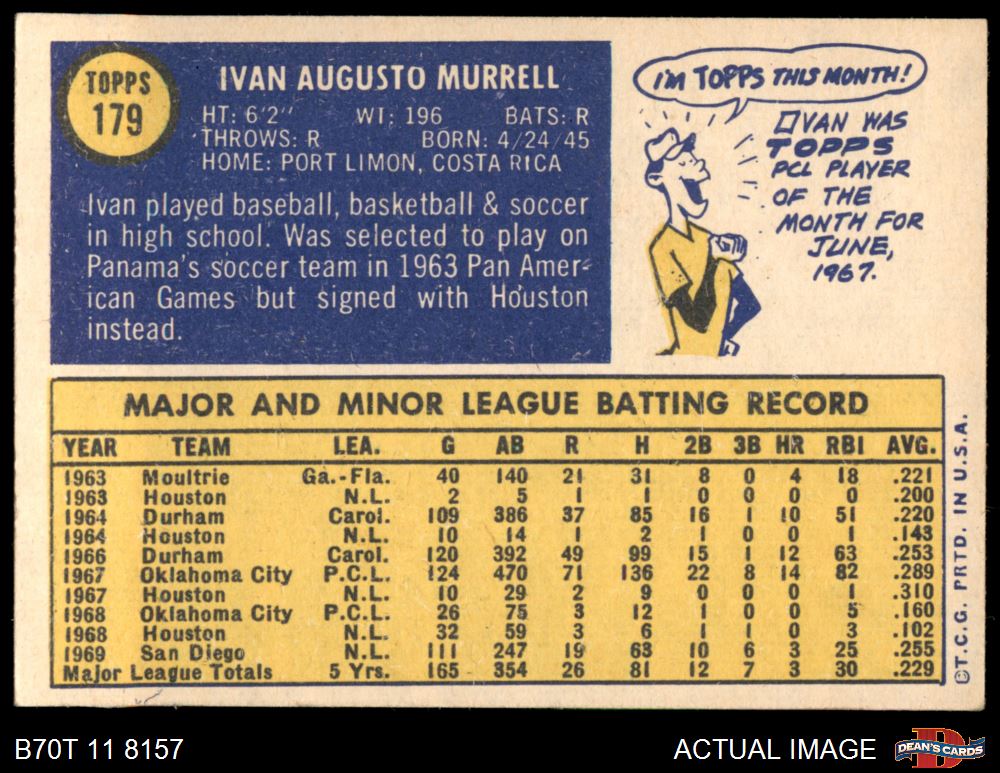 TOPPS
179
IVAN AUGUSTO MURRELL
HT: 6'2" WT: 196 BATS: R
THROWS: R BORN: 4/24/45
HOME: PORT LIMON, COSTA RICA
Ivan played baseball, basketball & soccer
in high school. Was selected to play on
Panama's soccer team in 1963 Pan Amer-
ican Games but signed with Houston
instead.
I'M TOPPS THIS MONTH!
IVAN WAS
TOPPS
PCL PLAYER
OF THE
MONTH FOR
JUNE,
1967.
MAJOR AND MINOR LEAGUE BATTING RECORD
YEAR TEAM LEA. G AB R H 2B 3B HR RBI AVG.
1963 Moultrie Ga.-Fla. 40 140 21 31 8 0 4 18 .221
1963 Houston N.L. 2 5 1 1 0 0 0 0 .200
1964 Durham Carol. 109 386 37 85 16 1 10 51 .220
1964 Houston N.L. 10 14 1 2 1 0 0 1 .143
1966 Durham Carol. 120 392 49 99 15 1 12 63 .253
1967 Oklahoma City P.C.L. 124 470 71 136 22 8 14 82 .289
1967 Houston N.L. 10 29 2 9 0 0 0 1 .310
1968 Oklahoma City P.C.L. 26 75 3 12 1 0 0 5 .160
1968 Houston N.L. 32 59 3 6 1 1 0 3 .102
1969 San Diego N.L. 111 247 19 63 10 6 3 25 .255
Major League Totals 5 Yrs. 165 354 26 81 12 7 3 30 .229
©T.C.G. PRTD. IN U.S.A.
B70T 11 8157
ACTUAL IMAGE
DEAN'S CARDS